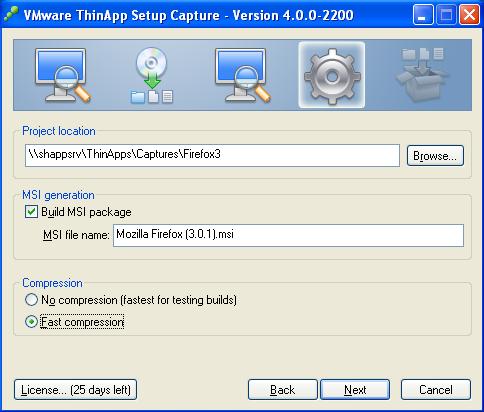 VMware ThinApp Setup Capture - Version 4.0.0-2200
Project location
\\shappsrv\ThinApps\Captures\Firefox3
Browse...
MSI generation
Build MSI package
MSI file name:
Mozilla Firefox (3.0.1).msi
Compression
No compression (fastest for testing builds)
Fast compression
License... (25 days left)
Back
Next
Cancel